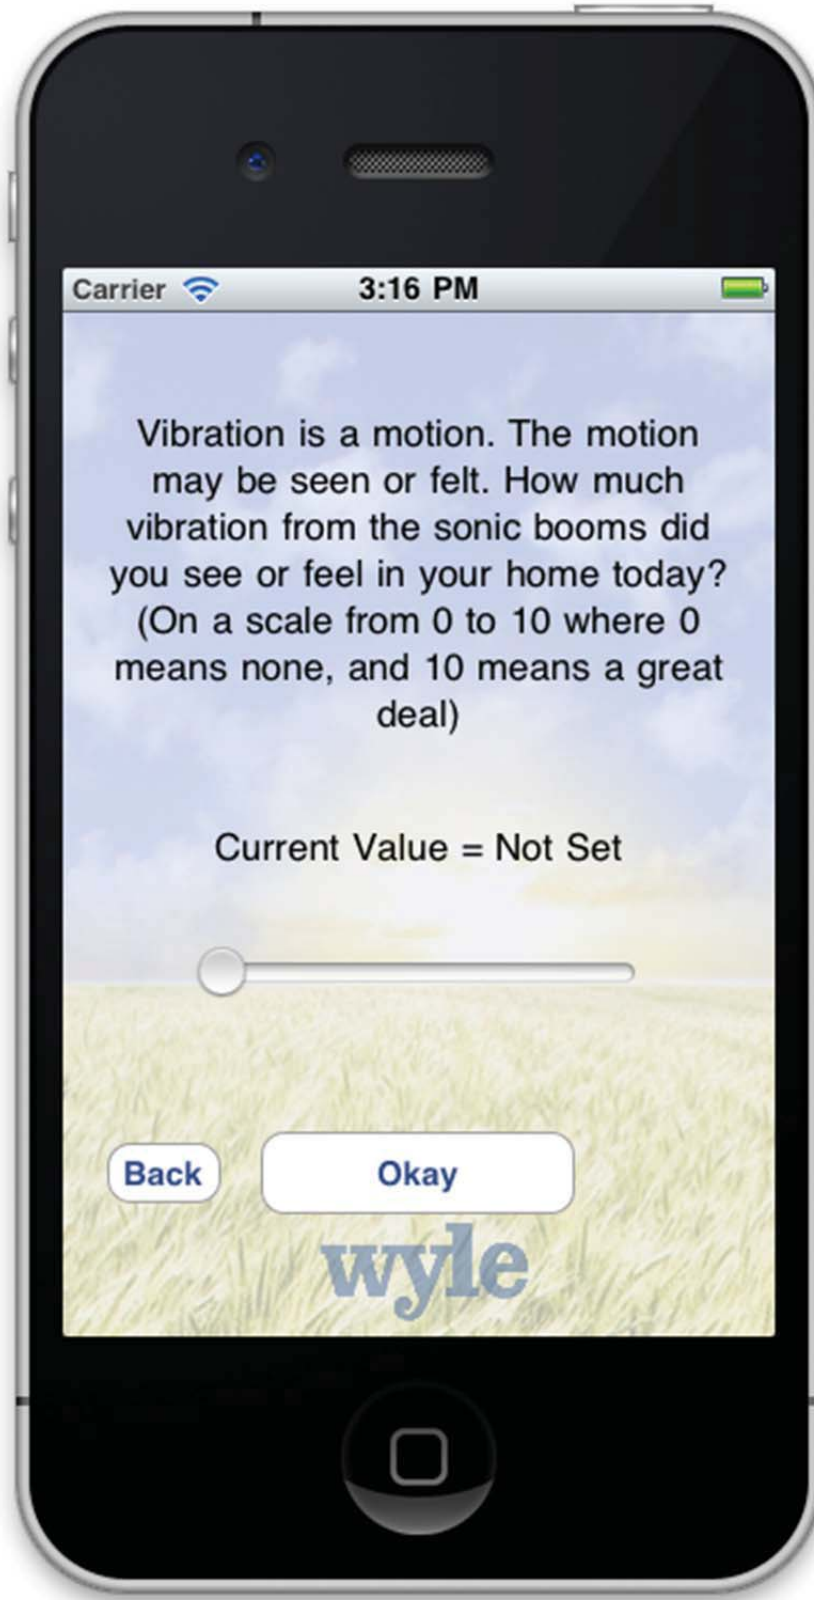 Carrier 3:16 PM
Vibration is a motion. The motion
may be seen or felt. How much
vibration from the sonic booms did
you see or feel in your home today?
(On a scale from 0 to 10 where 0
means none, and 10 means a great
deal)
Current Value = Not Set
Back Okay
wyle